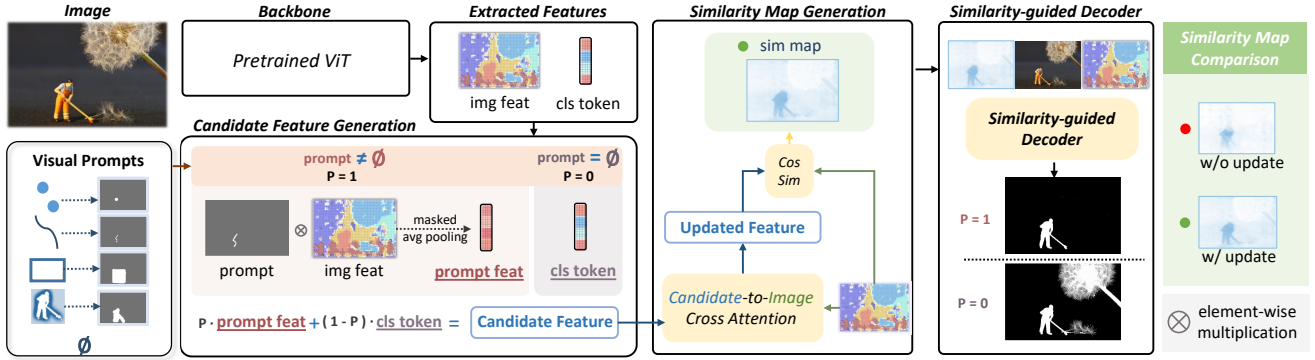 Image
Backbone
Pretrained ViT
Extracted Features
img feat
cls token
Visual Prompts
∅
Candidate Feature Generation
prompt ≠ ∅
P = 1
prompt = ∅
P = 0
prompt
⊗
img feat
masked
avg pooling
prompt feat
cls token
P · prompt feat + (1 - P) · cls token = Candidate Feature
Similarity Map Generation
sim map
Cos
Sim
Updated Feature
Candidate-to-Image
Cross Attention
Similarity-guided Decoder
Similarity-guided
Decoder
P = 1
P = 0
Similarity Map
Comparison
w/o update
w/ update
⊗ element-wise
multiplication